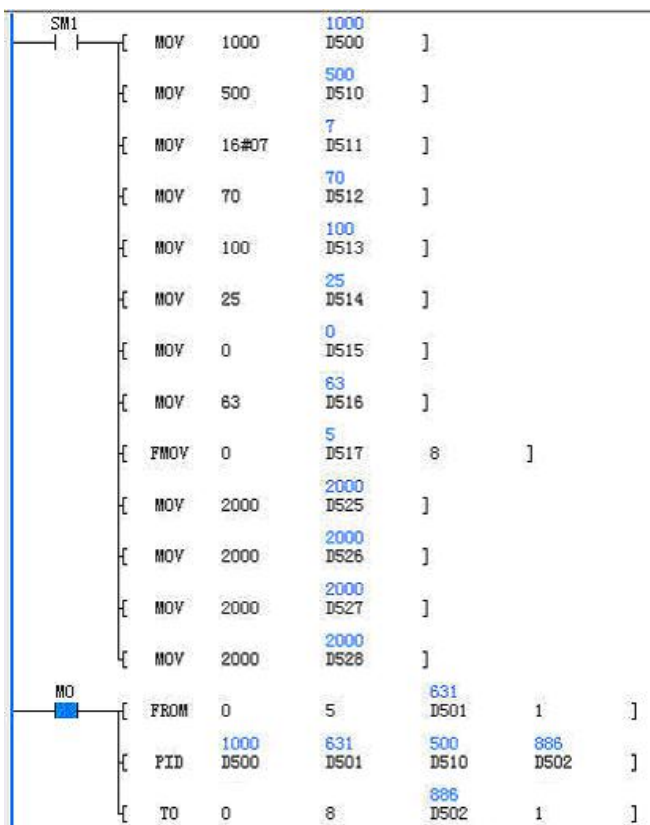 SM1
1000
[ MOV 1000 D500 ]
500
[ MOV 500 D510 ]
7
[ MOV 16#07 D511 ]
70
[ MOV 70 D512 ]
100
[ MOV 100 D513 ]
25
[ MOV 25 D514 ]
0
[ MOV 0 D515 ]
63
[ MOV 63 D516 ]
5
[ FMOV 0 D517 8 ]
2000
[ MOV 2000 D525 ]
2000
[ MOV 2000 D526 ]
2000
[ MOV 2000 D527 ]
2000
[ MOV 2000 D528 ]
M0
631
[ FROM 0 5 D501 1 ]
1000 631 500 886
[ PID D500 D501 D510 D502 ]
886
[ TO 0 8 D502 1 ]